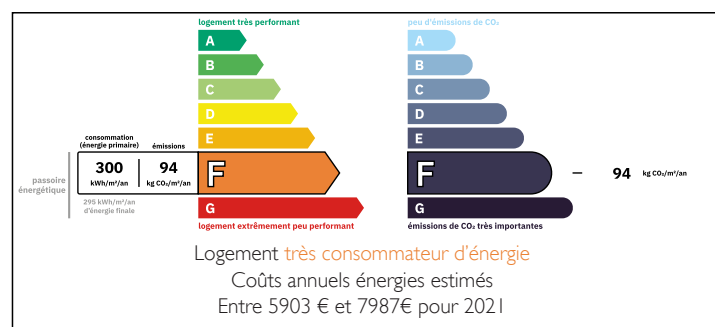 logement très performant
A
B
C
D
E
consommation
(énergie primaire)
émissions
passoire
énergétique
300
kWh/m²/an
94
kg CO₂/m²/an
F
295 kWh/m²/an
d'énergie finale
G
logement extrêmement peu performant
peu d'émissions de CO₂
A
B
C
D
E
F
94 kg CO₂/m²/an
G
émissions de CO₂ très importantes
Logement très consommateur d'énergie
Coûts annuels énergies estimés
Entre 5903 € et 7987€ pour 2021